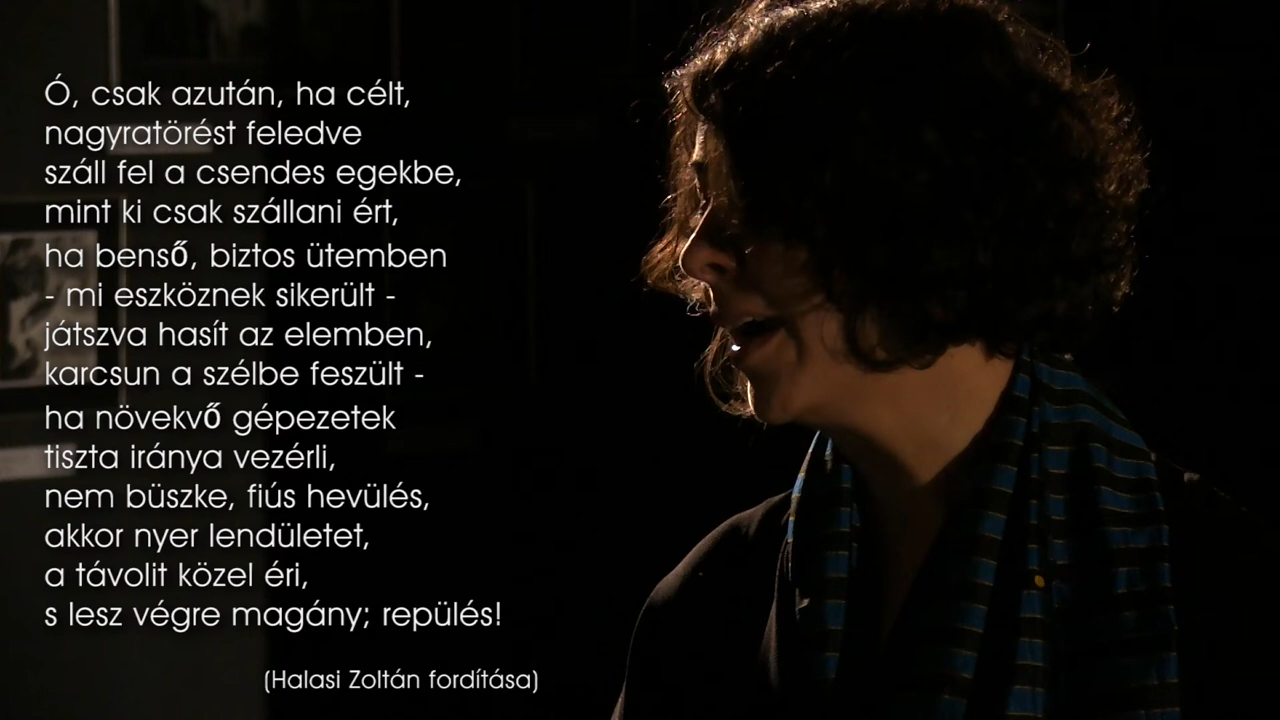 Ó, csak azután, ha célt,
nagyratörést feledve
száll fel a csendes egekbe,
mint ki csak szállani ért,
ha benső, biztos ütemben
- mi eszköznek sikerült -
játszva hasít az elemben,
karcsun a szélbe feszült -
ha növekvő gépezetek
tiszta iránya vezérli,
nem büszke, fiús hevülés,
akkor nyer lendületet,
a távolit közel éri,
s lesz végre magány; repülés!
(Halasi Zoltán fordítása)